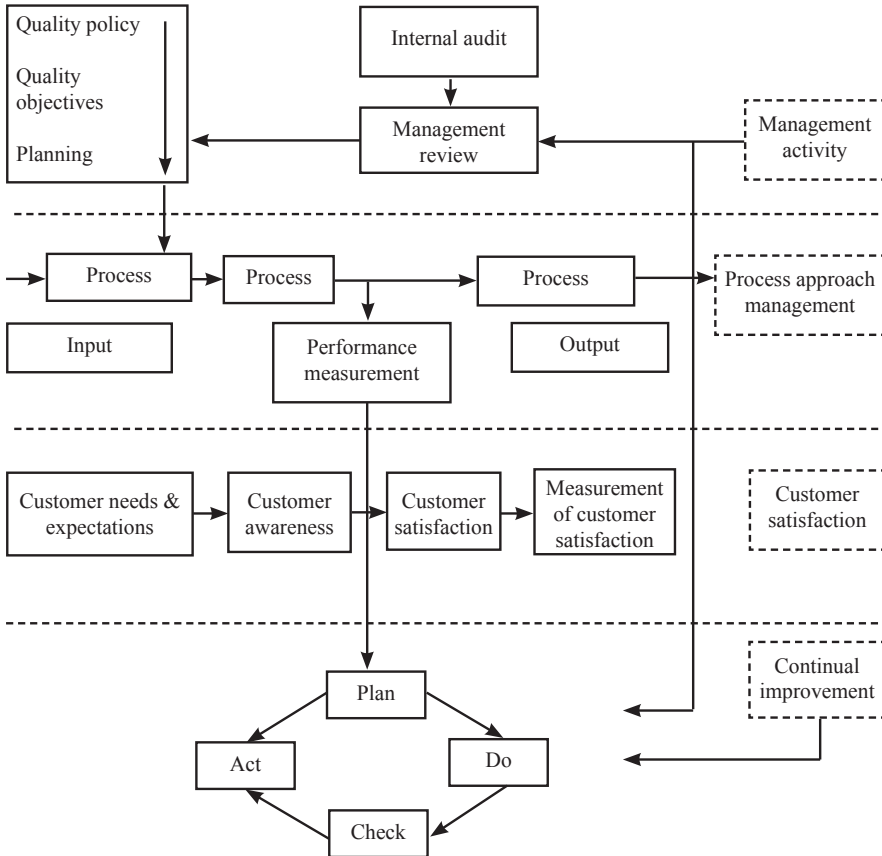 Quality policy
Quality
objectives
Planning
Internal audit
Management
review
Management
activity
Process
Process
Process
Process approach
management
Input
Performance
measurement
Output
Customer needs &
expectations
Customer
awareness
Customer
satisfaction
Measurement
of customer
satisfaction
Customer
satisfaction
Continual
improvement
Plan
Act
Do
Check